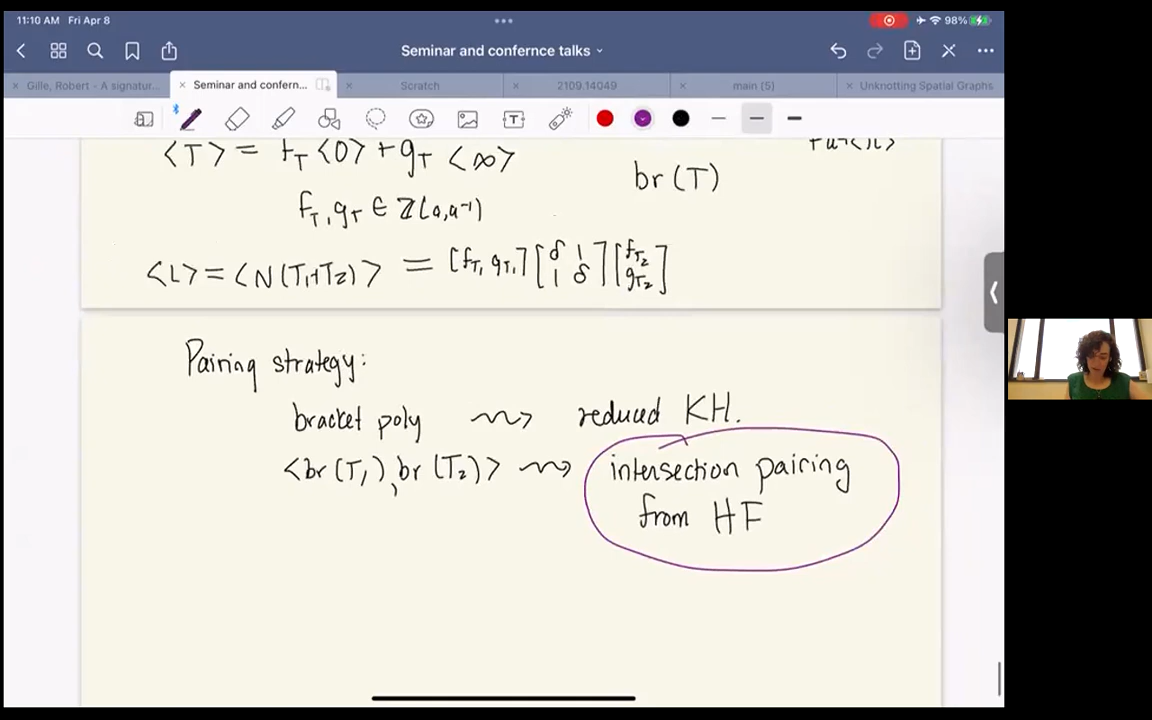 11:10 AM Fri Apr 8
98%
Seminar and confernce talks
Gille, Robert - A signatur...
Seminar and confern...
Scratch
2109.14049
main (5)
Unknotting Spatial Graphs
<T> = f_T <0> + g_T <∞>
br (T)
f_T, g_T ∈ Z[a, a⁻¹]
<L> = <N(T₁+T₂)> = [f_T₁ g_T₁] [δ 1 1 δ] [f_T₂ g_T₂]
Pairing strategy:
bracket poly ⇝ reduced KH.
<br (T₁), br (T₂)> ⇝ intersection pairing
from HF